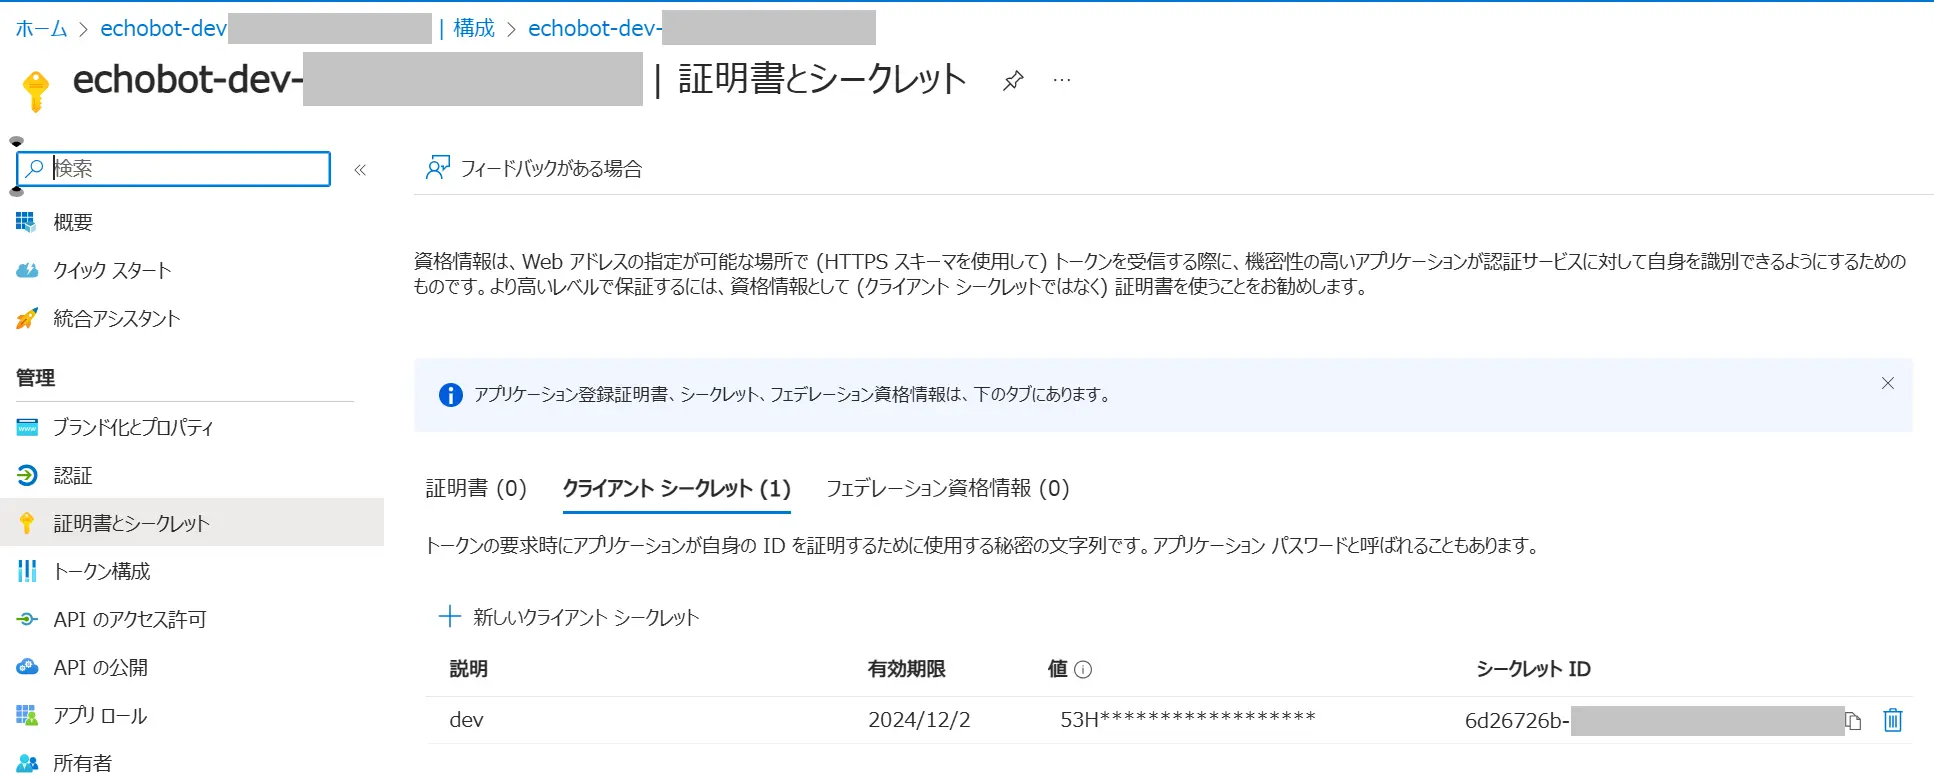 ホーム > echobot-dev | 構成 > echobot-dev-
echobot-dev- | 証明書とシークレット ...
検索 «
フィードバックがある場合
概要
クイック スタート
統合アシスタント
管理
ブランド化とプロパティ
認証
証明書とシークレット
トークン構成
API のアクセス許可
API の公開
アプリ ロール
所有者
資格情報は、Web アドレスの指定が可能な場所で (HTTPS スキーマを使用して) トークンを受信する際に、機密性の高いアプリケーションが認証サービスに対して自身を識別できるようにするための
ものです。より高いレベルで保証するには、資格情報として (クライアント シークレットではなく) 証明書を使うことをお勧めします。
アプリケーション登録証明書、シークレット、フェデレーション資格情報は、下のタブにあります。
証明書 (0) クライアント シークレット (1) フェデレーション資格情報 (0)
トークンの要求時にアプリケーションが自身の ID を証明するために使用する秘密の文字列です。アプリケーション パスワードと呼ばれることもあります。
新しいクライアント シークレット
説明 有効期限 値 シークレット ID
dev 2024/12/2 53H****************** 6d26726b-